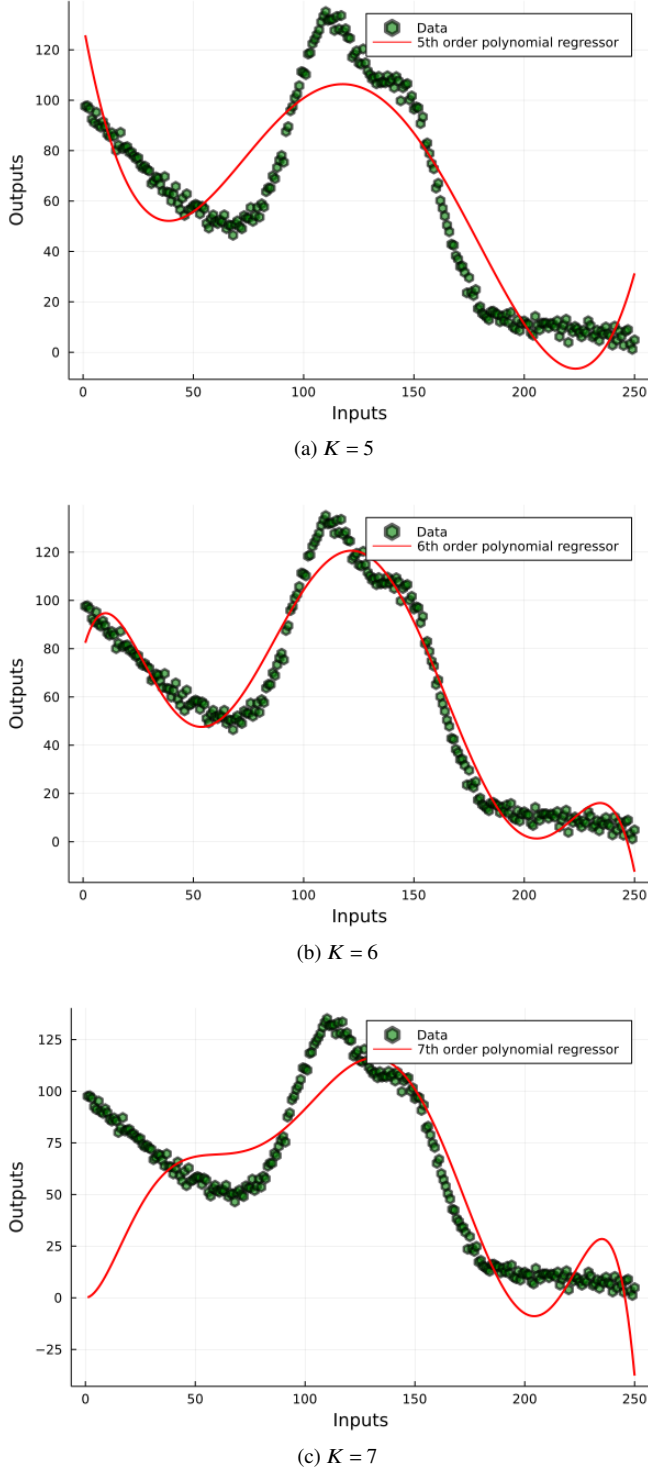 120
100
80
60
40
20
0
Outputs
Data
5th order polynomial regressor
0 50 100 150 200 250
Inputs
(a) K = 5
120
100
80
60
40
20
0
Outputs
Data
6th order polynomial regressor
0 50 100 150 200 250
Inputs
(b) K = 6
125
100
75
50
25
0
−25
Outputs
Data
7th order polynomial regressor
0 50 100 150 200 250
Inputs
(c) K = 7